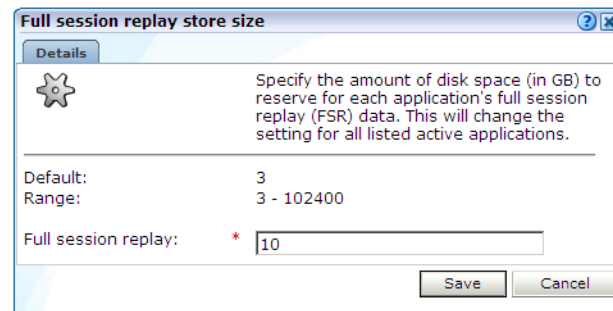 Full session replay store size
Details
Specify the amount of disk space (in GB) to
reserve for each application's full session
replay (FSR) data. This will change the
setting for all listed active applications.
Default: 3
Range: 3 - 102400
Full session replay: * 10
Save Cancel